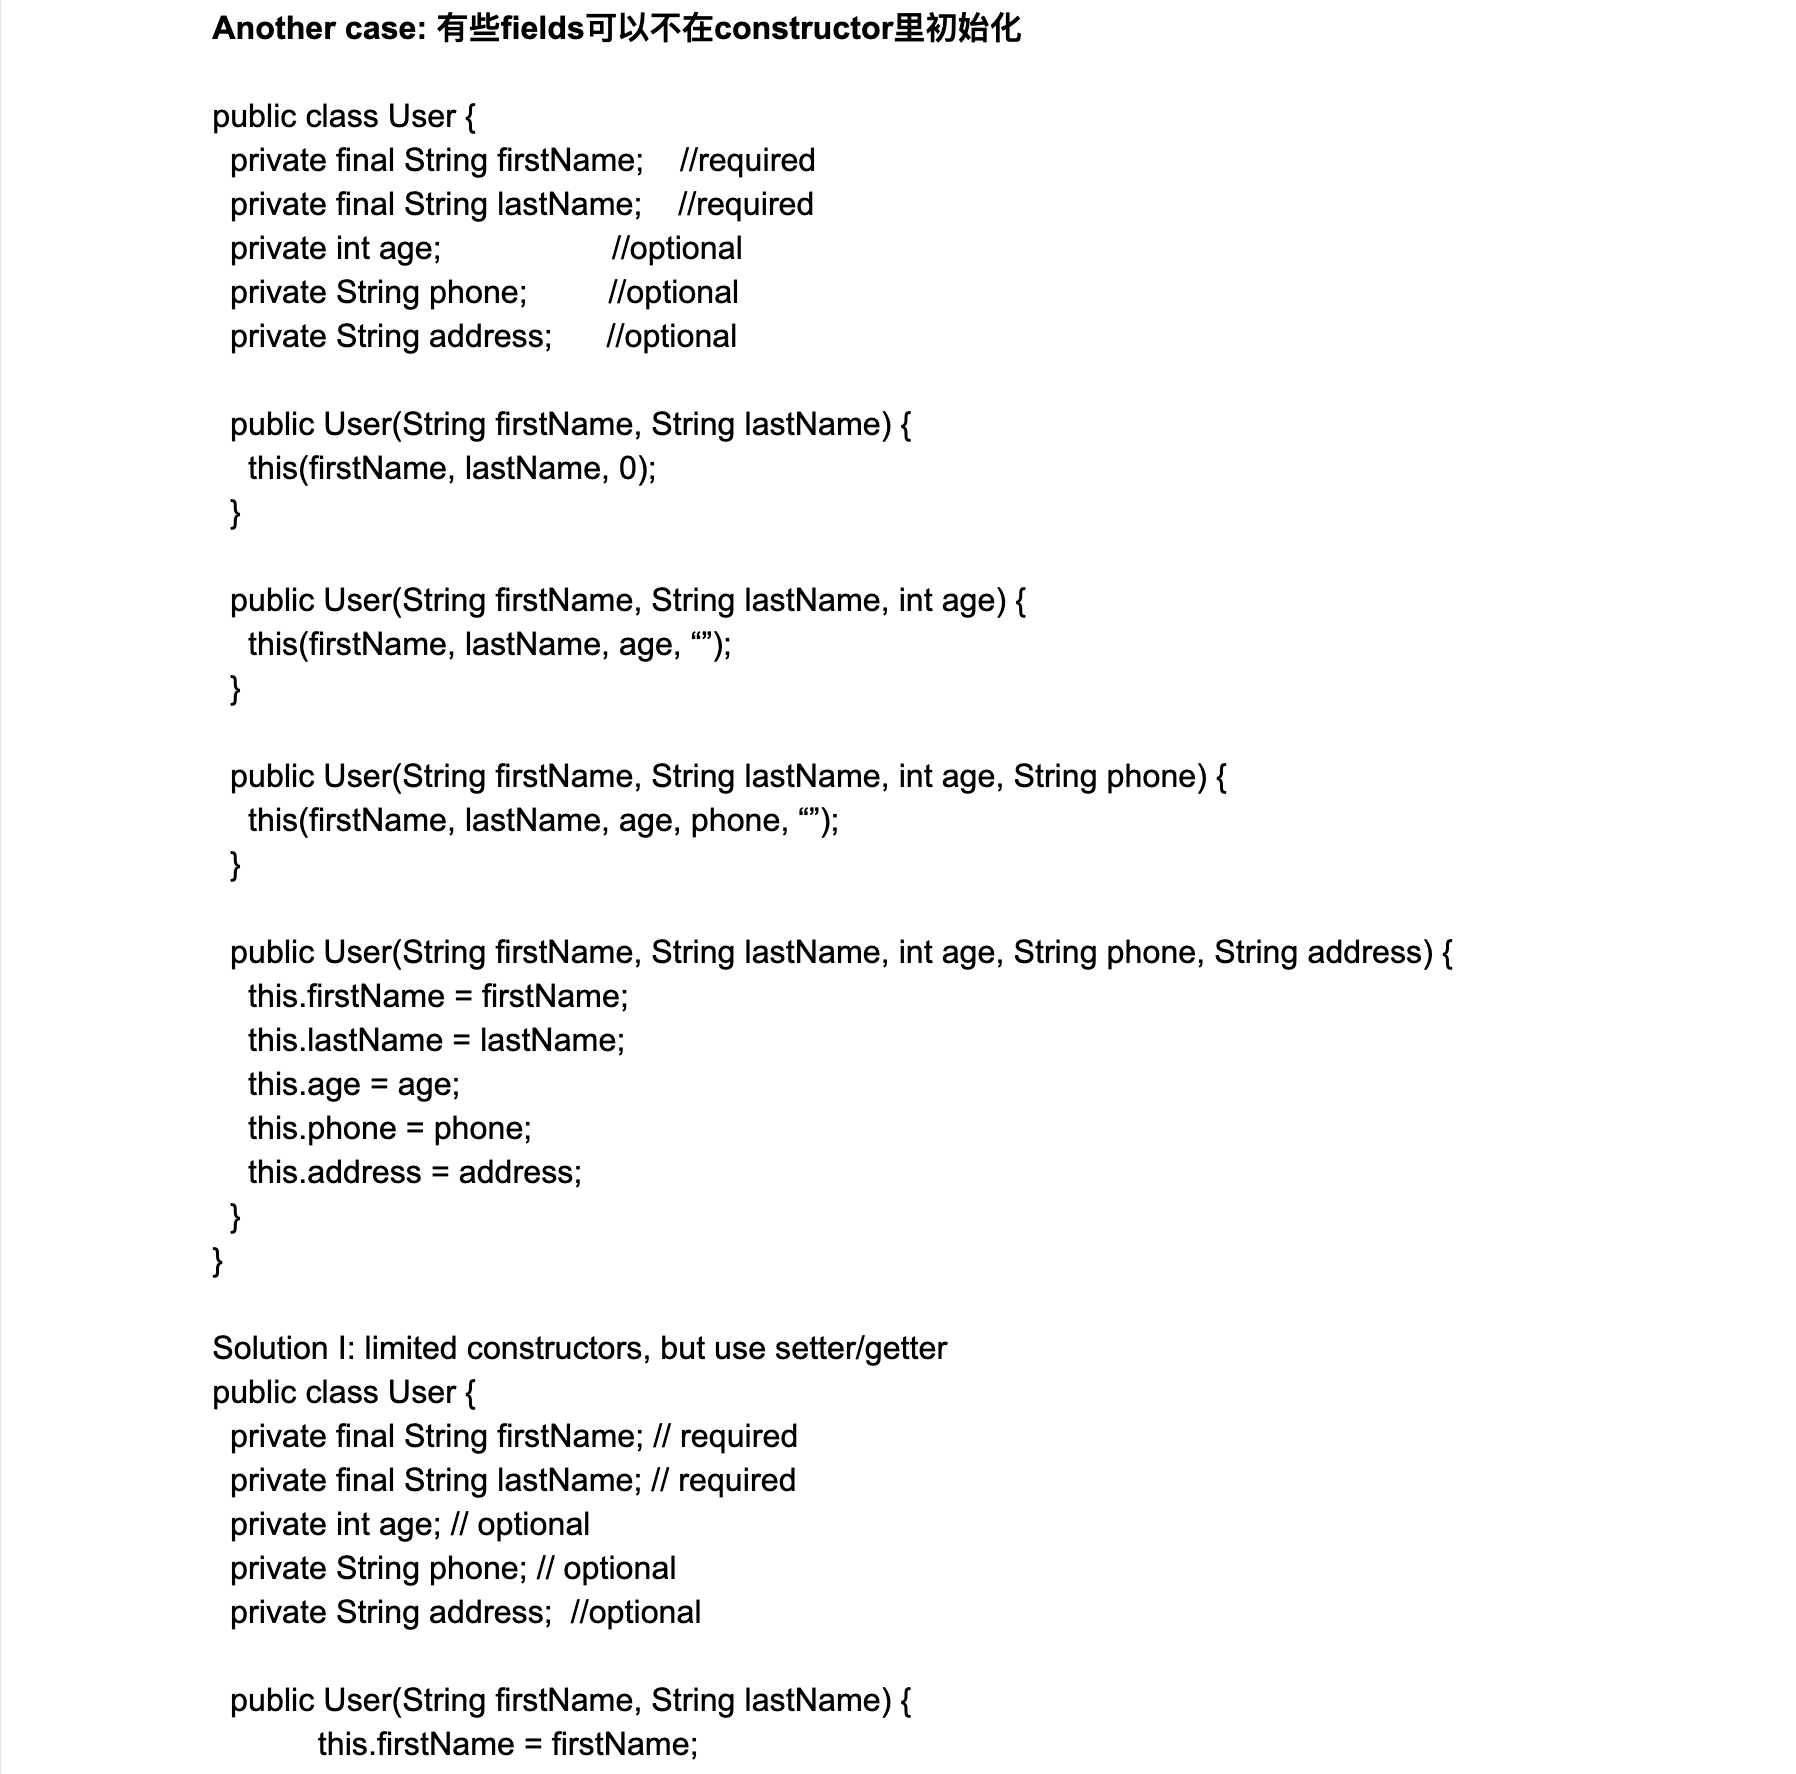 Another case: 有些fields可以不在constructor里初始化
public class User {
private final String firstName; //required
private final String lastName; //required
private int age; //optional
private String phone; //optional
private String address; //optional
public User(String firstName, String lastName) {
this(firstName, lastName, 0);
}
public User(String firstName, String lastName, int age) {
this(firstName, lastName, age, “”);
}
public User(String firstName, String lastName, int age, String phone) {
this(firstName, lastName, age, phone, “”);
}
public User(String firstName, String lastName, int age, String phone, String address) {
this.firstName = firstName;
this.lastName = lastName;
this.age = age;
this.phone = phone;
this.address = address;
}
}
Solution I: limited constructors, but use setter/getter
public class User {
private final String firstName; // required
private final String lastName; // required
private int age; // optional
private String phone; // optional
private String address; //optional
public User(String firstName, String lastName) {
this.firstName = firstName;